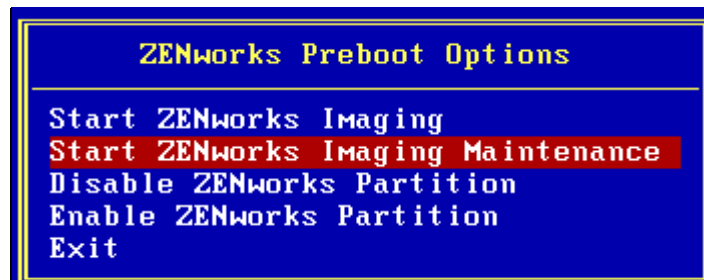 ZENworks Preboot Options
Start ZENworks Imaging
Start ZENworks Imaging Maintenance
Disable ZENworks Partition
Enable ZENworks Partition
Exit